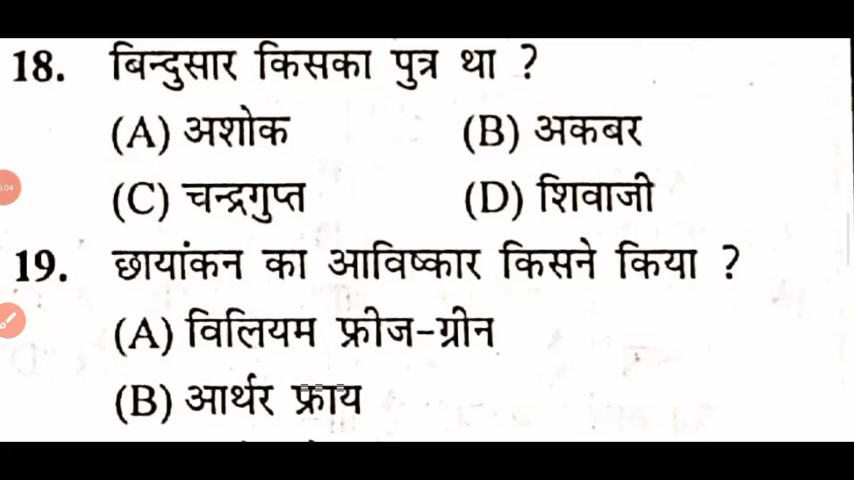 18. बिन्दुसार किसका पुत्र था ?
(A) अशोक (B) अकबर
(C) चन्द्रगुप्त (D) शिवाजी
19. छायांकन का आविष्कार किसने किया ?
(A) विलियम फ्रीज-ग्रीन
(B) आर्थर फ्राय